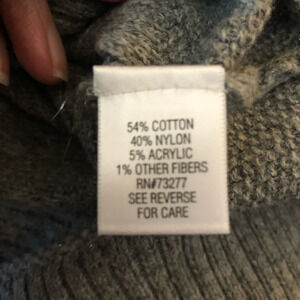 54% COTTON
40% NYLON
5% ACRYLIC
1% OTHER FIBERS
RN#73277
SEE REVERSE
FOR CARE